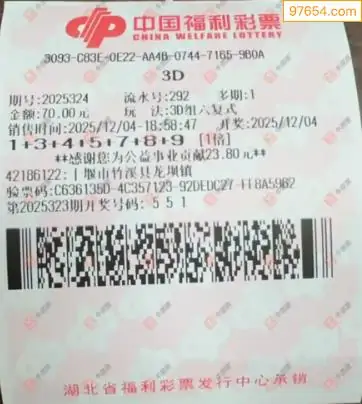 97654.com
中国福利彩票
CHINA WELFARE LOTTERY
3093-C83E-0E22-AA4B-0744-7165-9B0A
3D
期号:2025324 流水号:292 多期:1
金额:70.00元 玩 法:3D组六复式
销售时间:2025/12/04-18:58:47 开奖:2025/12/04
1+3+4+5+7+8+9 [1倍]
**感谢您为公益事业贡献23.80元**
42186122:十堰市竹溪县龙坝镇
验票码:C636135D-4C357123-92DEDC27-1F8A5962
第2025323期开奖号码: 5 5 1
湖北省福利彩票发行中心承销